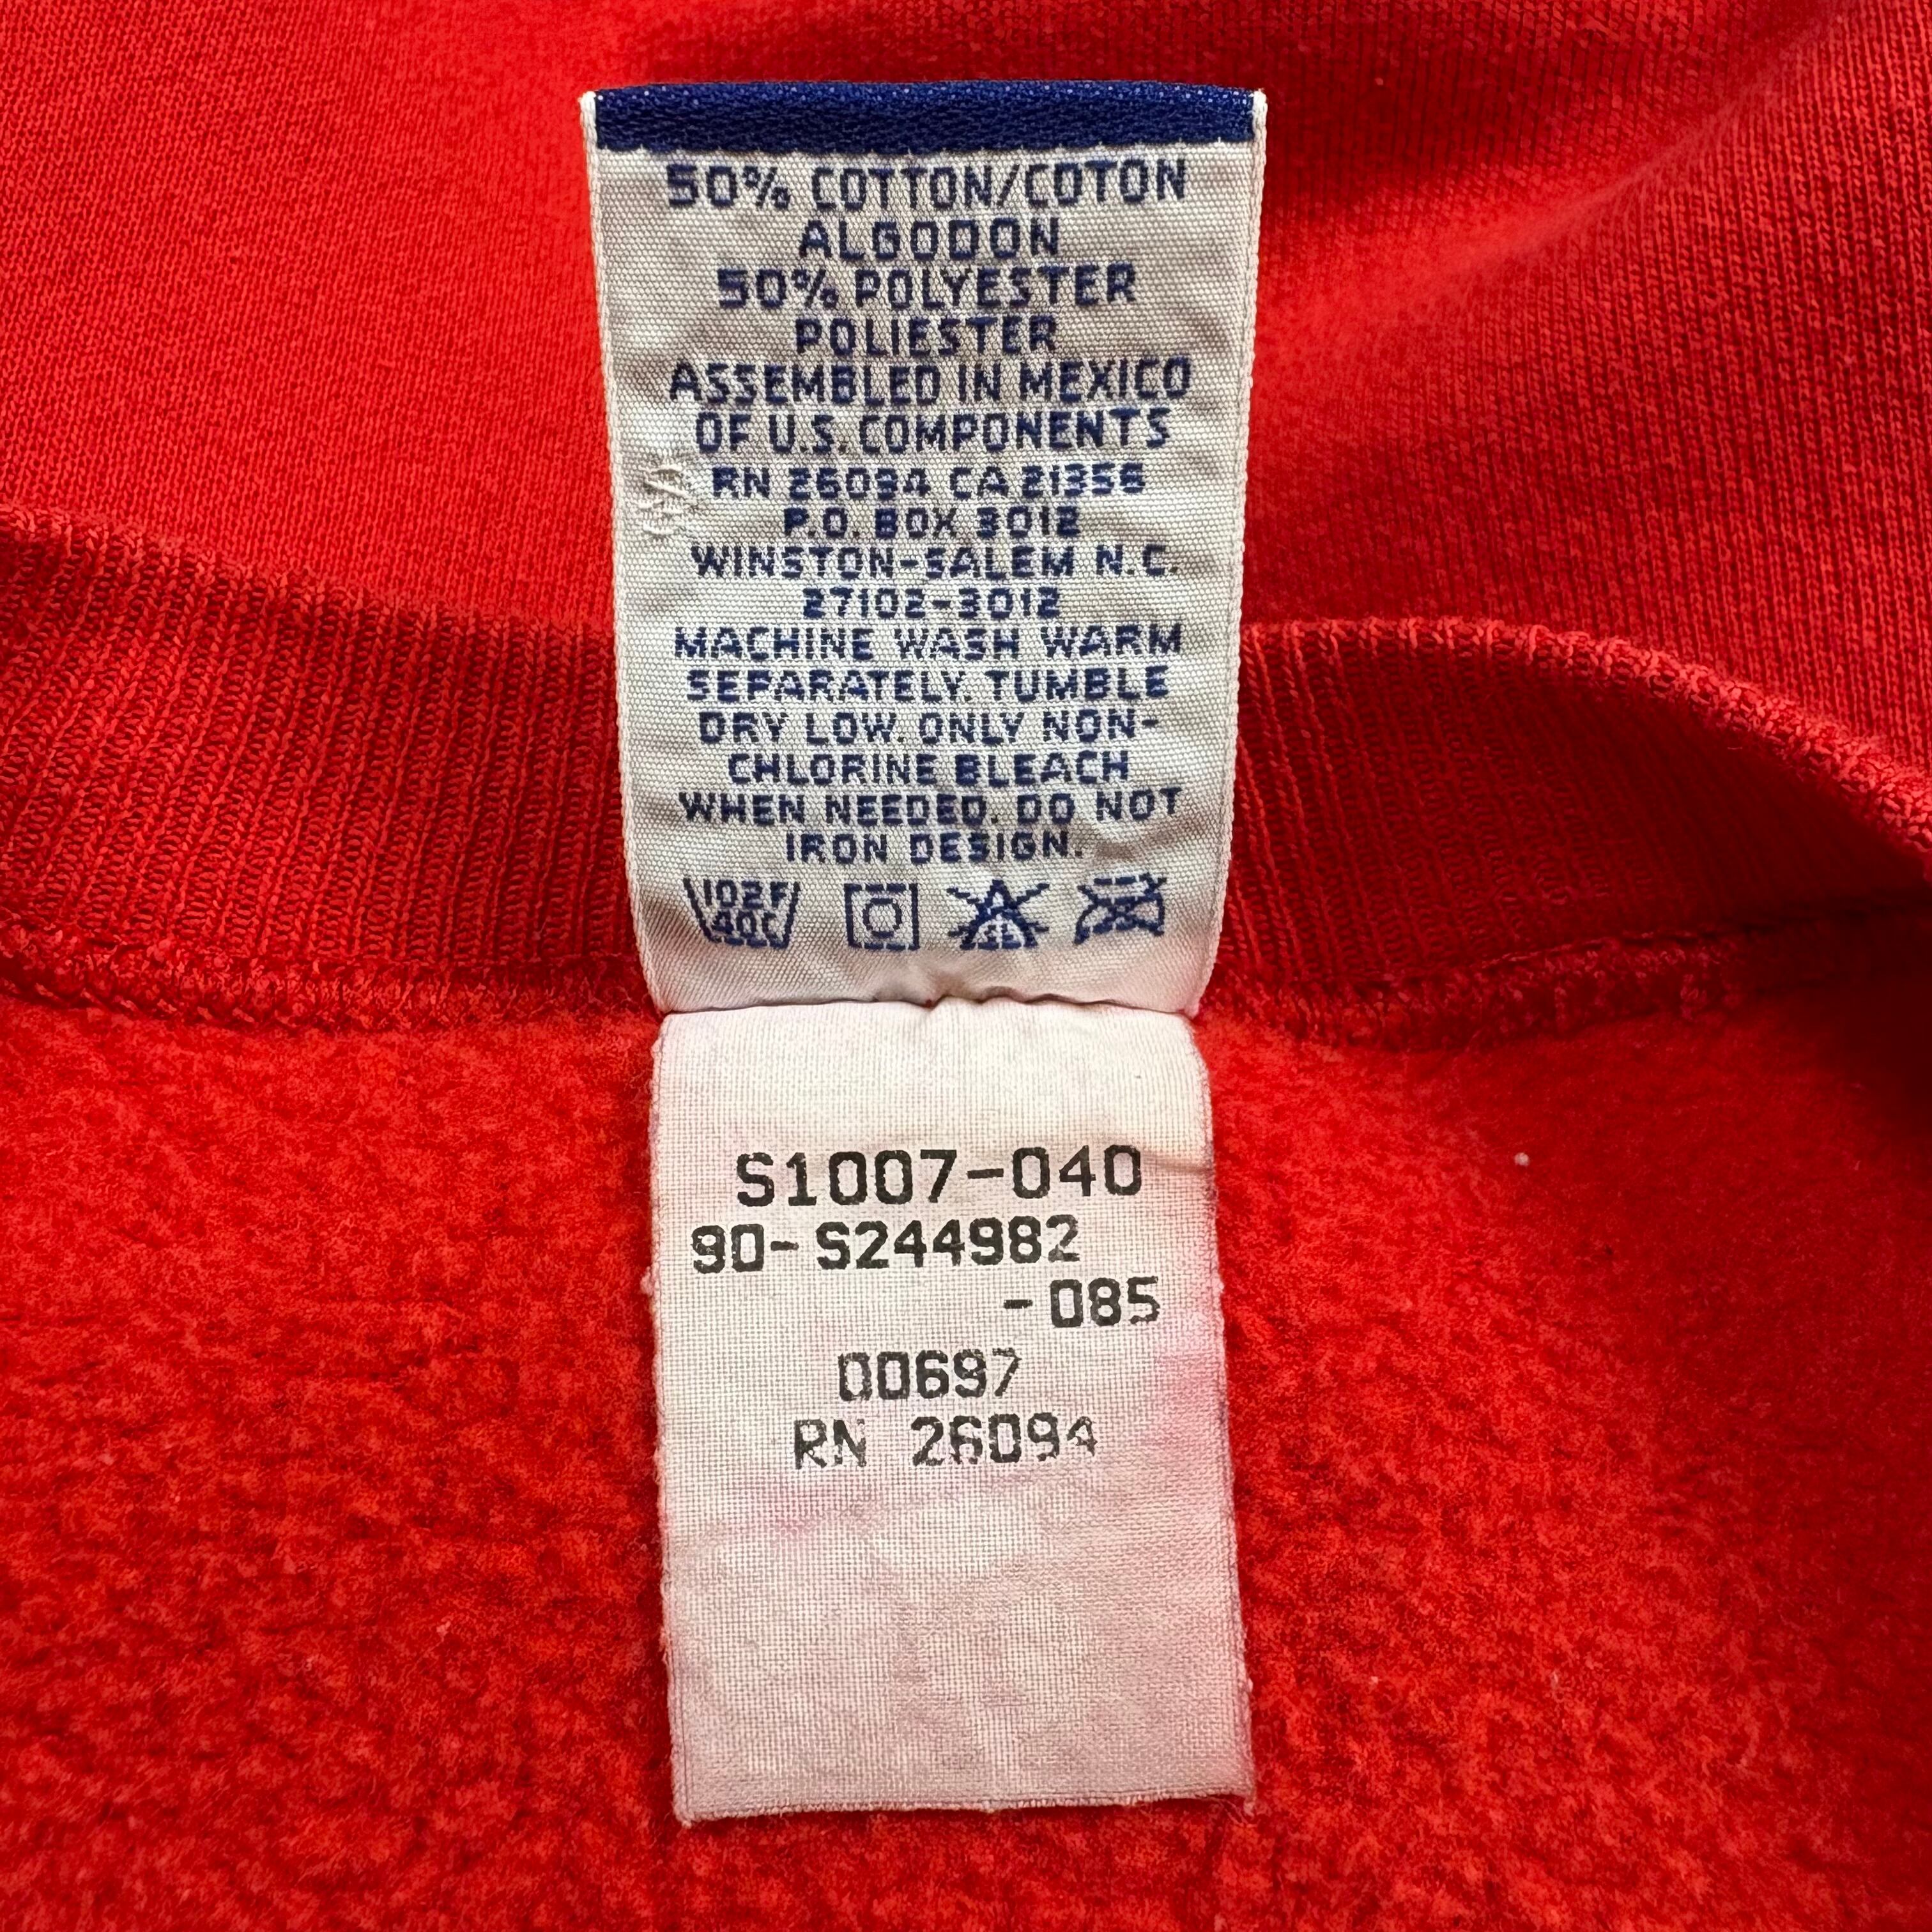 50% COTTON/COTON
ALGODON
50% POLYESTER
POLIESTER
ASSEMBLED IN MEXICO
OF U.S. COMPONENTS
RN 26094 CA 21356
P.O. BOX 3012
WINSTON-SALEM N.C.
27102-3012
MACHINE WASH WARM
SEPARATELY. TUMBLE
DRY LOW. ONLY NON-
CHLORINE BLEACH
WHEN NEEDED. DO NOT
IRON DESIGN.
102F
40C
S1007-040
90-S244982
-085
00697
RN 26094